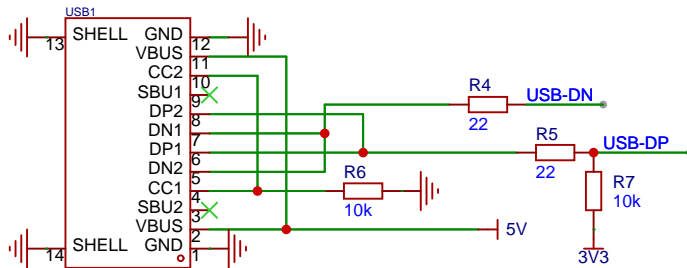 USB1
13 SHELL GND 12
VBUS 11
CC2 10
SBU1 9
DP2 8
DN1 7
DP1 6
DN2 5
CC1 4
SBU2 3
VBUS 2
14 SHELL GND 1
R4
22
USB-DN
R5
22
USB-DP
R6
10k
R7
10k
5V
3V3